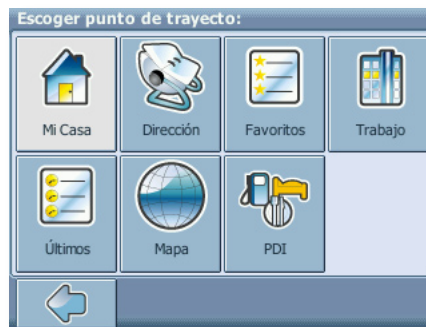 Escoger punto de trayecto:
Mi Casa
Dirección
Favoritos
Trabajo
Últimos
Mapa
PDI